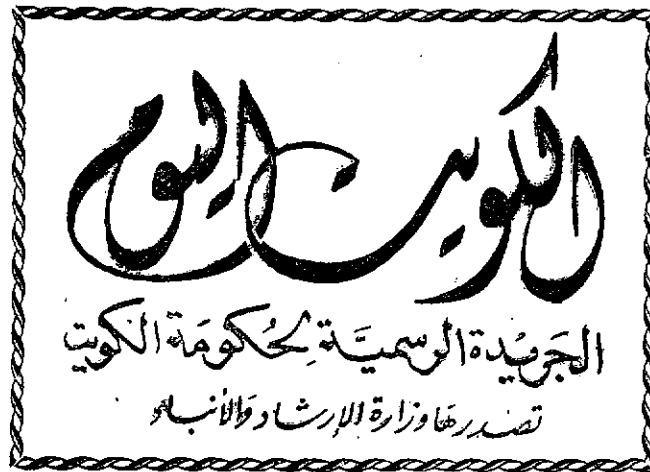 الكويت اليوم
الجريدة الرسمية لحكومة الكويت
تصدرها وزارة الإرشاد والأنباء